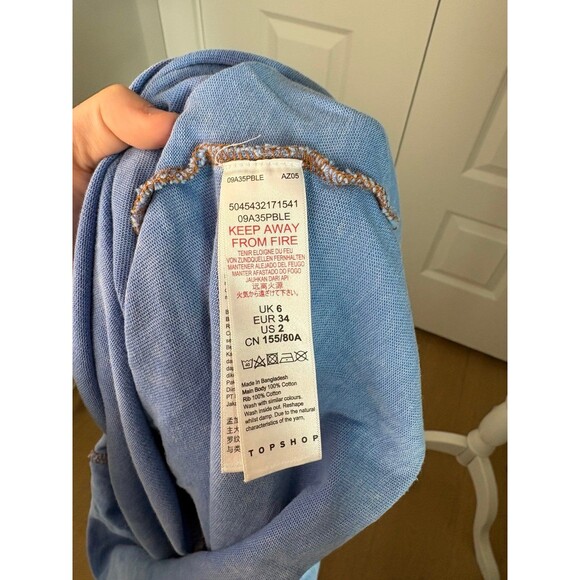 09A35PBLE AZ05
5045432171541
09A35PBLE
KEEP AWAY
FROM FIRE
TENIR ELOIGNE DU FEU
VON ZUNDQUELLEN FERNHALTEN
MANTENER ALEJADO DEL FEUGO
MANTER AFASTADO DO FOGO
JAUHKAN DARI API
远离火源
火気から遠ざけて下さい
UK 6
EUR 34
US 2
CN 155/80A
Made in Bangladesh
Main Body 100% Cotton
Rib 100% Cotton
Wash with similar colours.
Wash inside out. Reshape
whilst damp. Due to the natural
characteristics of the yarn.
TOPSHOP